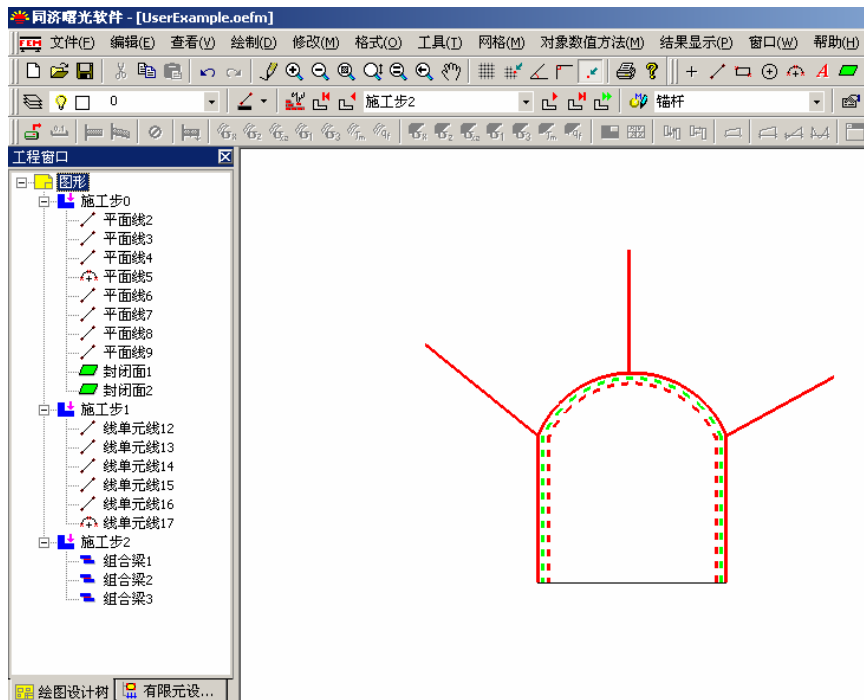 同济曙光软件 - [UserExample.oefm]
FEM 文件(F) 编辑(E) 查看(V) 绘制(D) 修改(M) 格式(O) 工具(T) 网格(M) 对象数值方法(M) 结果显示(P) 窗口(W) 帮助(H)
0 施工步2 锚杆
工程窗口
图形
施工步0
平面线2
平面线3
平面线4
平面线5
平面线6
平面线7
平面线8
平面线9
封闭面1
封闭面2
施工步1
线单元线12
线单元线13
线单元线14
线单元线15
线单元线16
线单元线17
施工步2
组合梁1
组合梁2
组合梁3
绘图设计树 有限元设...